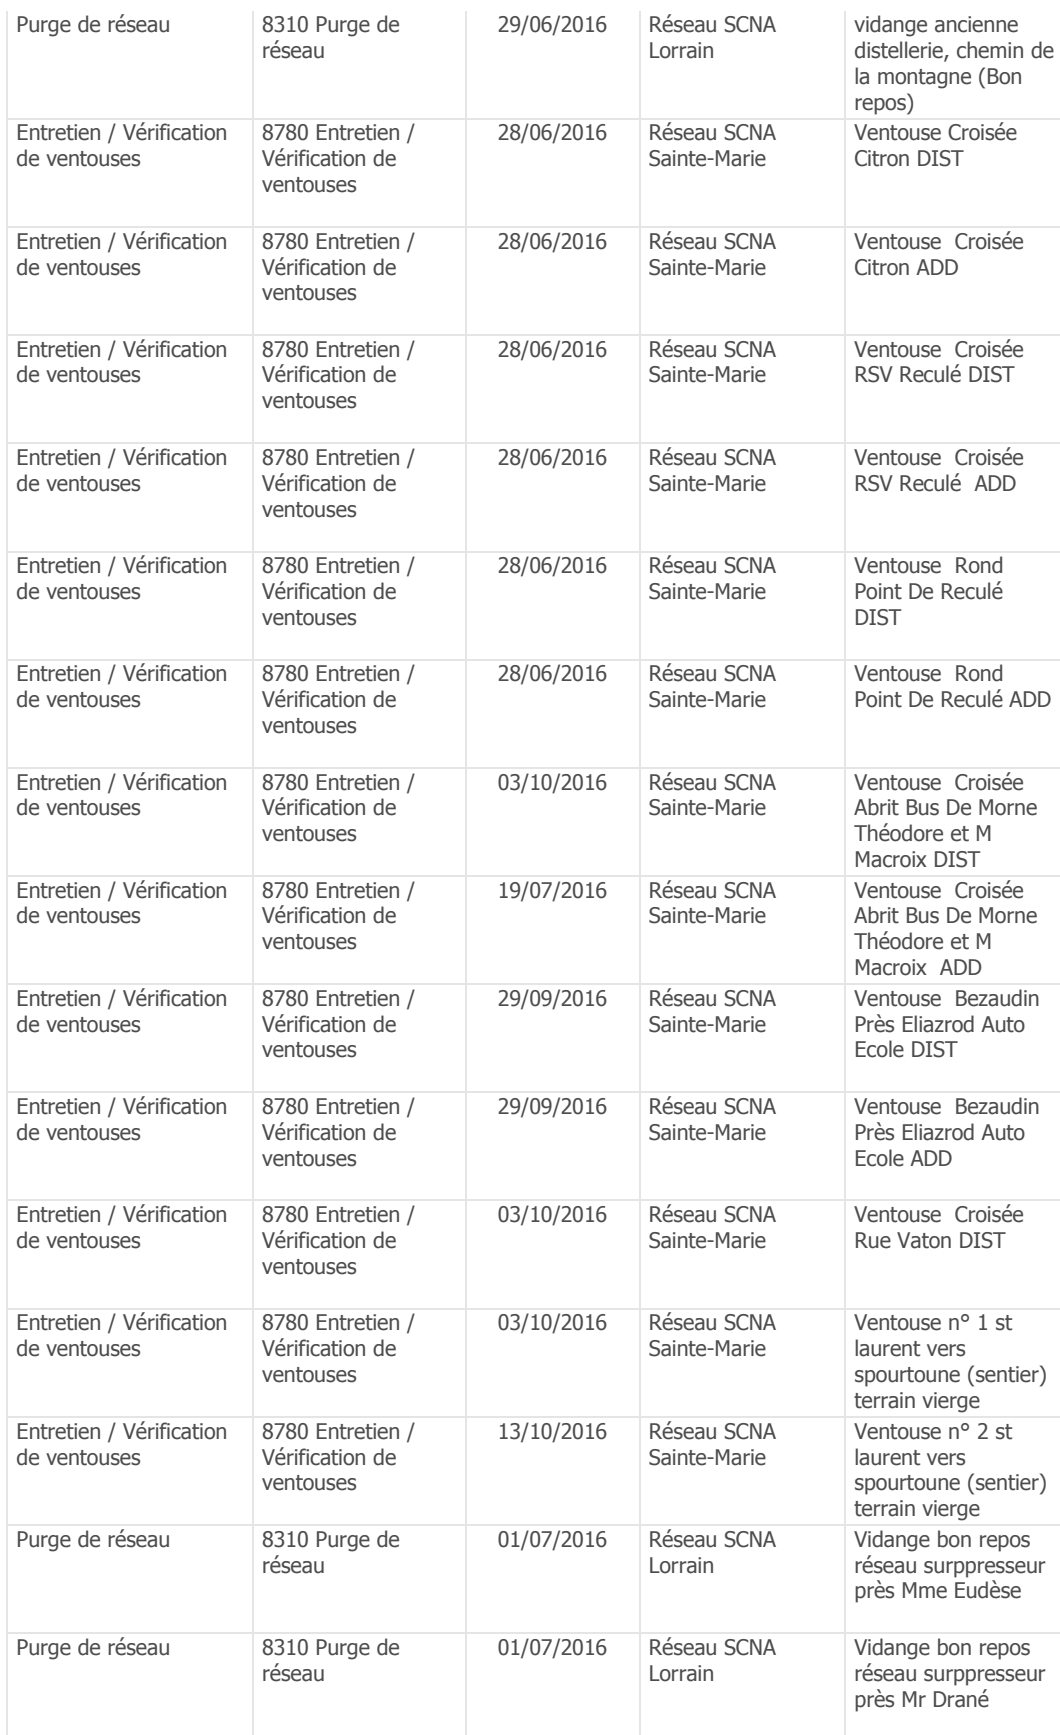 Purge de réseau
8310 Purge de
réseau
29/06/2016
Réseau SCNA
Lorrain
vidange ancienne
distellerie, chemin de
la montagne (Bon
repos)
Entretien / Vérification
de ventouses
8780 Entretien /
Vérification de
ventouses
28/06/2016
Réseau SCNA
Sainte-Marie
Ventouse Croisée
Citron DIST
Entretien / Vérification
de ventouses
8780 Entretien /
Vérification de
ventouses
28/06/2016
Réseau SCNA
Sainte-Marie
Ventouse  Croisée
Citron ADD
Entretien / Vérification
de ventouses
8780 Entretien /
Vérification de
ventouses
28/06/2016
Réseau SCNA
Sainte-Marie
Ventouse  Croisée
RSV Reculé DIST
Entretien / Vérification
de ventouses
8780 Entretien /
Vérification de
ventouses
28/06/2016
Réseau SCNA
Sainte-Marie
Ventouse  Croisée
RSV Reculé  ADD
Entretien / Vérification
de ventouses
8780 Entretien /
Vérification de
ventouses
28/06/2016
Réseau SCNA
Sainte-Marie
Ventouse  Rond
Point De Reculé
DIST
Entretien / Vérification
de ventouses
8780 Entretien /
Vérification de
ventouses
28/06/2016
Réseau SCNA
Sainte-Marie
Ventouse  Rond
Point De Reculé ADD
Entretien / Vérification
de ventouses
8780 Entretien /
Vérification de
ventouses
03/10/2016
Réseau SCNA
Sainte-Marie
Ventouse  Croisée
Abrit Bus De Morne
Théodore et M
Macroix DIST
Entretien / Vérification
de ventouses
8780 Entretien /
Vérification de
ventouses
19/07/2016
Réseau SCNA
Sainte-Marie
Ventouse  Croisée
Abrit Bus De Morne
Théodore et M
Macroix  ADD
Entretien / Vérification
de ventouses
8780 Entretien /
Vérification de
ventouses
29/09/2016
Réseau SCNA
Sainte-Marie
Ventouse  Bezaudin
Près Eliazrod Auto
Ecole DIST
Entretien / Vérification
de ventouses
8780 Entretien /
Vérification de
ventouses
29/09/2016
Réseau SCNA
Sainte-Marie
Ventouse  Bezaudin
Près Eliazrod Auto
Ecole ADD
Entretien / Vérification
de ventouses
8780 Entretien /
Vérification de
ventouses
03/10/2016
Réseau SCNA
Sainte-Marie
Ventouse  Croisée
Rue Vaton DIST
Entretien / Vérification
de ventouses
8780 Entretien /
Vérification de
ventouses
03/10/2016
Réseau SCNA
Sainte-Marie
Ventouse n° 1 st
laurent vers
spourtoune (sentier)
terrain vierge
Entretien / Vérification
de ventouses
8780 Entretien /
Vérification de
ventouses
13/10/2016
Réseau SCNA
Sainte-Marie
Ventouse n° 2 st
laurent vers
spourtoune (sentier)
terrain vierge
Purge de réseau
8310 Purge de
réseau
01/07/2016
Réseau SCNA
Lorrain
Vidange bon repos
réseau surppresseur
près Mme Eudèse
Purge de réseau
8310 Purge de
réseau
01/07/2016
Réseau SCNA
Lorrain
Vidange bon repos
réseau surppresseur
près Mr Drané